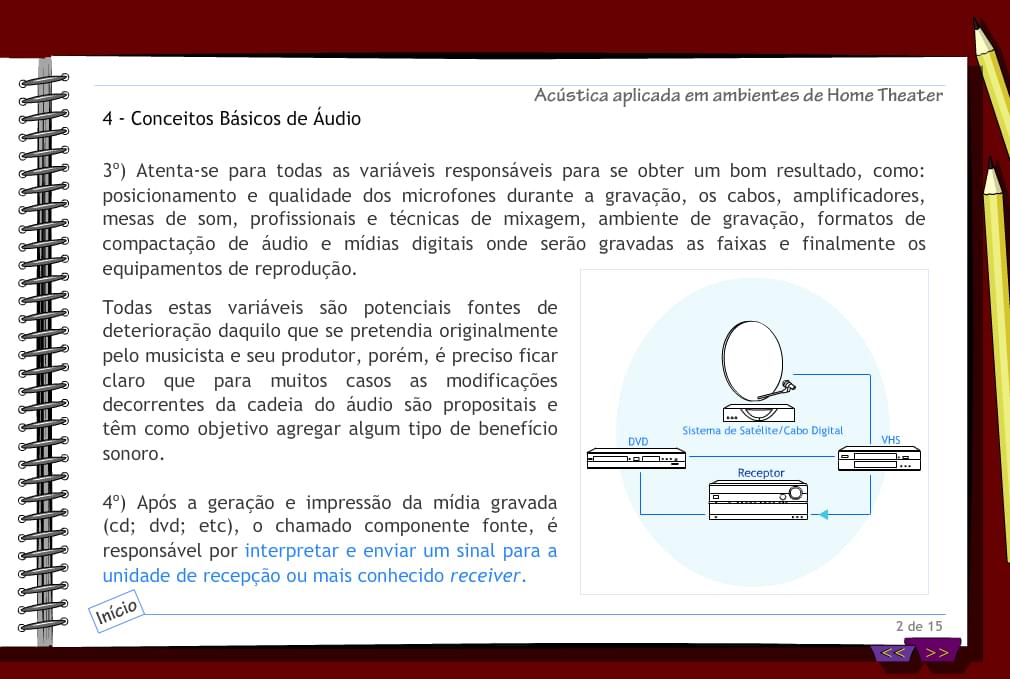 Acústica aplicada em ambientes de Home Theater
4 - Conceitos Básicos de Áudio
3º) Atenta-se para todas as variáveis responsáveis para se obter um bom resultado, como:
posicionamento e qualidade dos microfones durante a gravação, os cabos, amplificadores,
mesas de som, profissionais e técnicas de mixagem, ambiente de gravação, formatos de
compactação de áudio e mídias digitais onde serão gravadas as faixas e finalmente os
equipamentos de reprodução.
Todas estas variáveis são potenciais fontes de
deterioração daquilo que se pretendia originalmente
pelo musicista e seu produtor, porém, é preciso ficar
claro que para muitos casos as modificações
decorrentes da cadeia do áudio são propositais e
têm como objetivo agregar algum tipo de benefício
sonoro.
4º) Após a geração e impressão da mídia gravada
(cd; dvd; etc), o chamado componente fonte, é
responsável por interpretar e enviar um sinal para a
unidade de recepção ou mais conhecido receiver.
Sistema de Satélite/Cabo Digital
DVD
VHS
Receptor
Início
2 de 15
<< >>